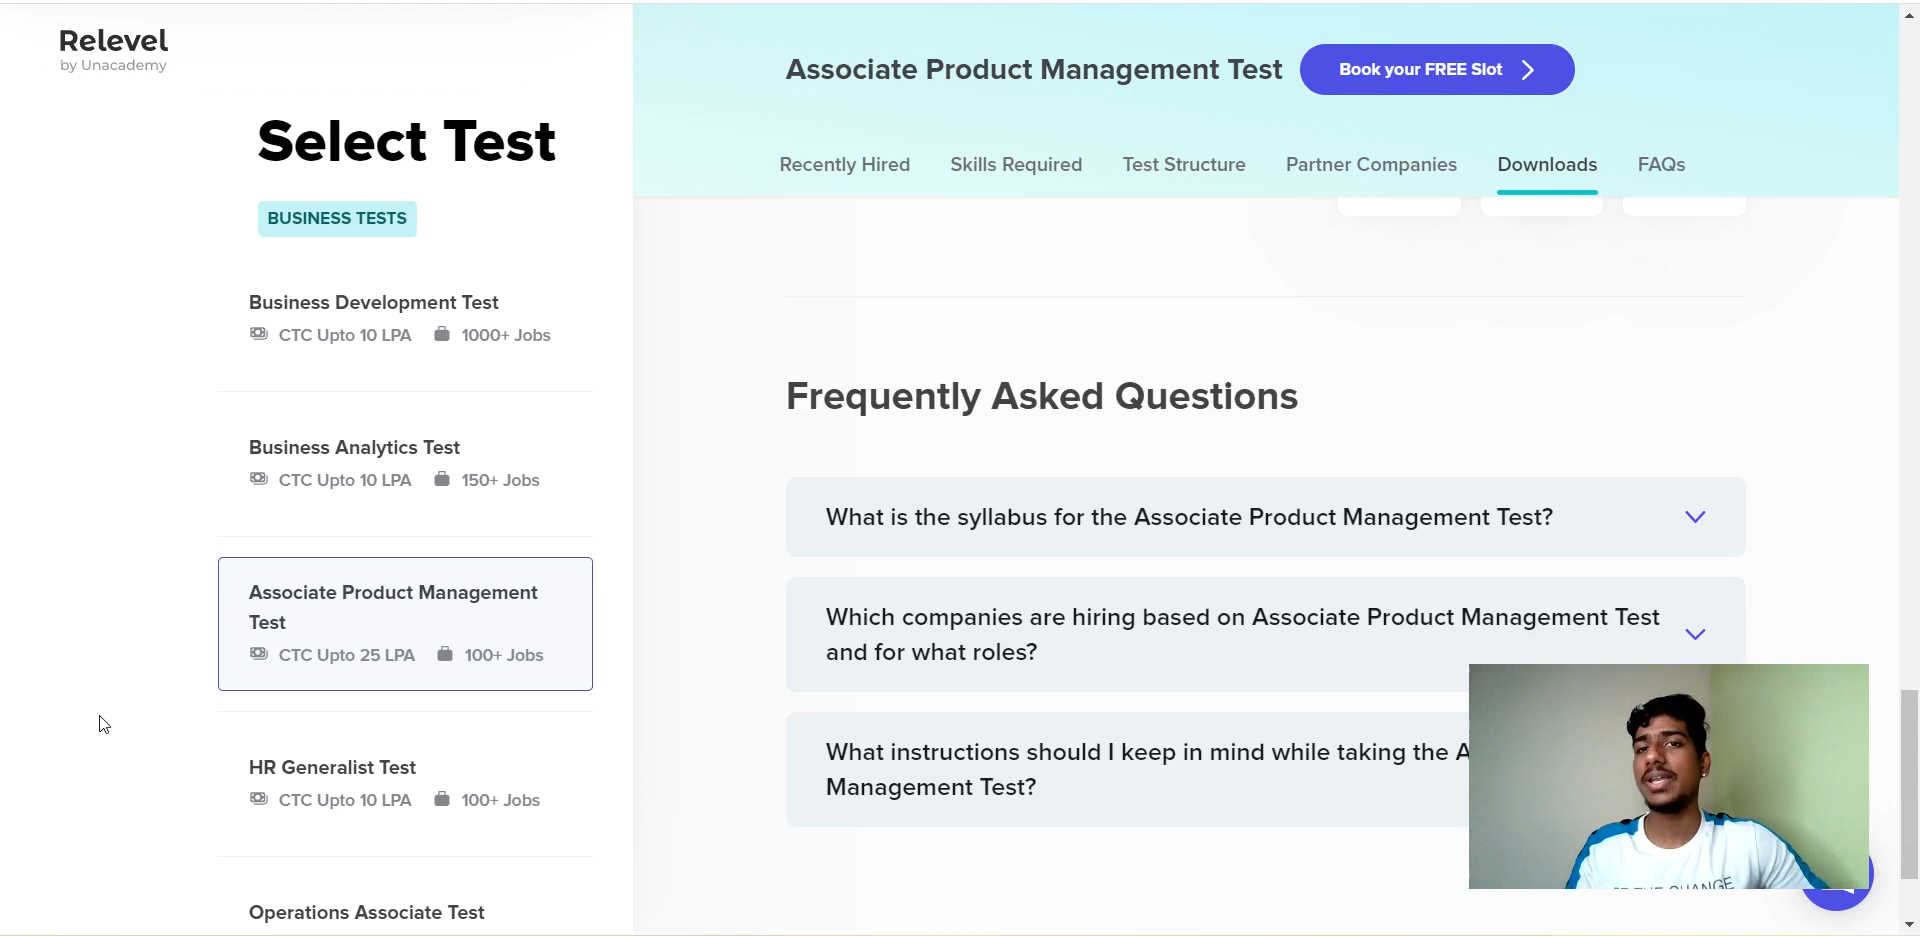 Relevel
by Unacademy
Select Test
BUSINESS TESTS
Business Development Test
CTC Upto 10 LPA 1000+ Jobs
Business Analytics Test
CTC Upto 10 LPA 150+ Jobs
Associate Product Management
Test
CTC Upto 25 LPA 100+ Jobs
HR Generalist Test
CTC Upto 10 LPA 100+ Jobs
Operations Associate Test
Associate Product Management Test
Book your FREE Slot
Recently Hired Skills Required Test Structure Partner Companies Downloads FAQs
Frequently Asked Questions
What is the syllabus for the Associate Product Management Test?
Which companies are hiring based on Associate Product Management Test
and for what roles?
What instructions should I keep in mind while taking the A
Management Test?
THE CHANGE